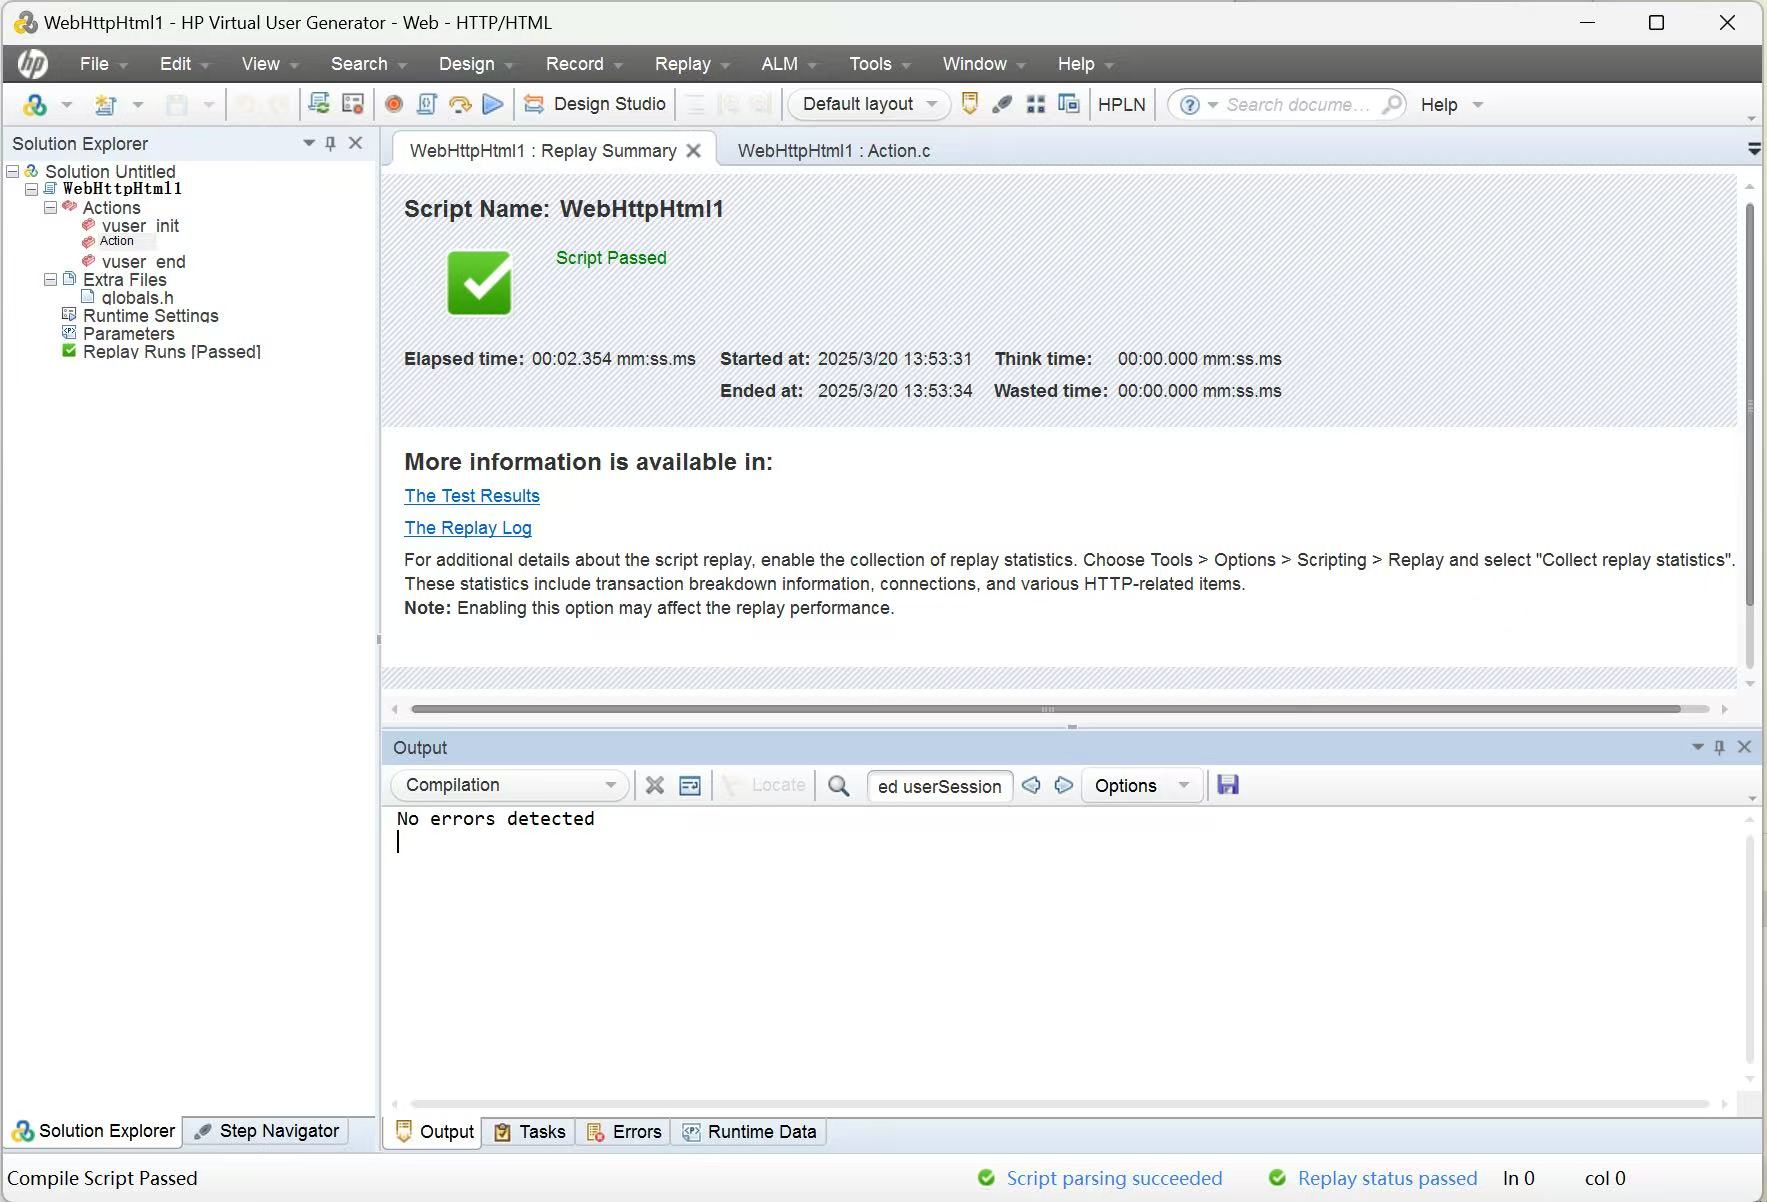 WebHttpHtml1 - HP Virtual User Generator - Web - HTTP/HTML
hp File Edit View Search Design Record Replay ALM Tools Window Help
Design Studio Default layout HPLN Search docume... Help
Solution Explorer
Solution Untitled
WebHttpHtml1
Actions
vuser_init
Action
vuser_end
Extra Files
globals.h
Runtime Settings
Parameters
Replay Runs [Passed]
WebHttpHtml1 : Replay Summary WebHttpHtml1 : Action.c
Script Name: WebHttpHtml1
Script Passed
Elapsed time: 00:02.354 mm:ss.ms Started at: 2025/3/20 13:53:31 Think time: 00:00.000 mm:ss.ms
Ended at: 2025/3/20 13:53:34 Wasted time: 00:00.000 mm:ss.ms
More information is available in:
The Test Results
The Replay Log
For additional details about the script replay, enable the collection of replay statistics. Choose Tools > Options > Scripting > Replay and select "Collect replay statistics".
These statistics include transaction breakdown information, connections, and various HTTP-related items.
Note: Enabling this option may affect the replay performance.
Output
Compilation Locate ed userSession Options
No errors detected
Solution Explorer Step Navigator
Output Tasks Errors Runtime Data
Compile Script Passed Script parsing succeeded Replay status passed ln 0 col 0